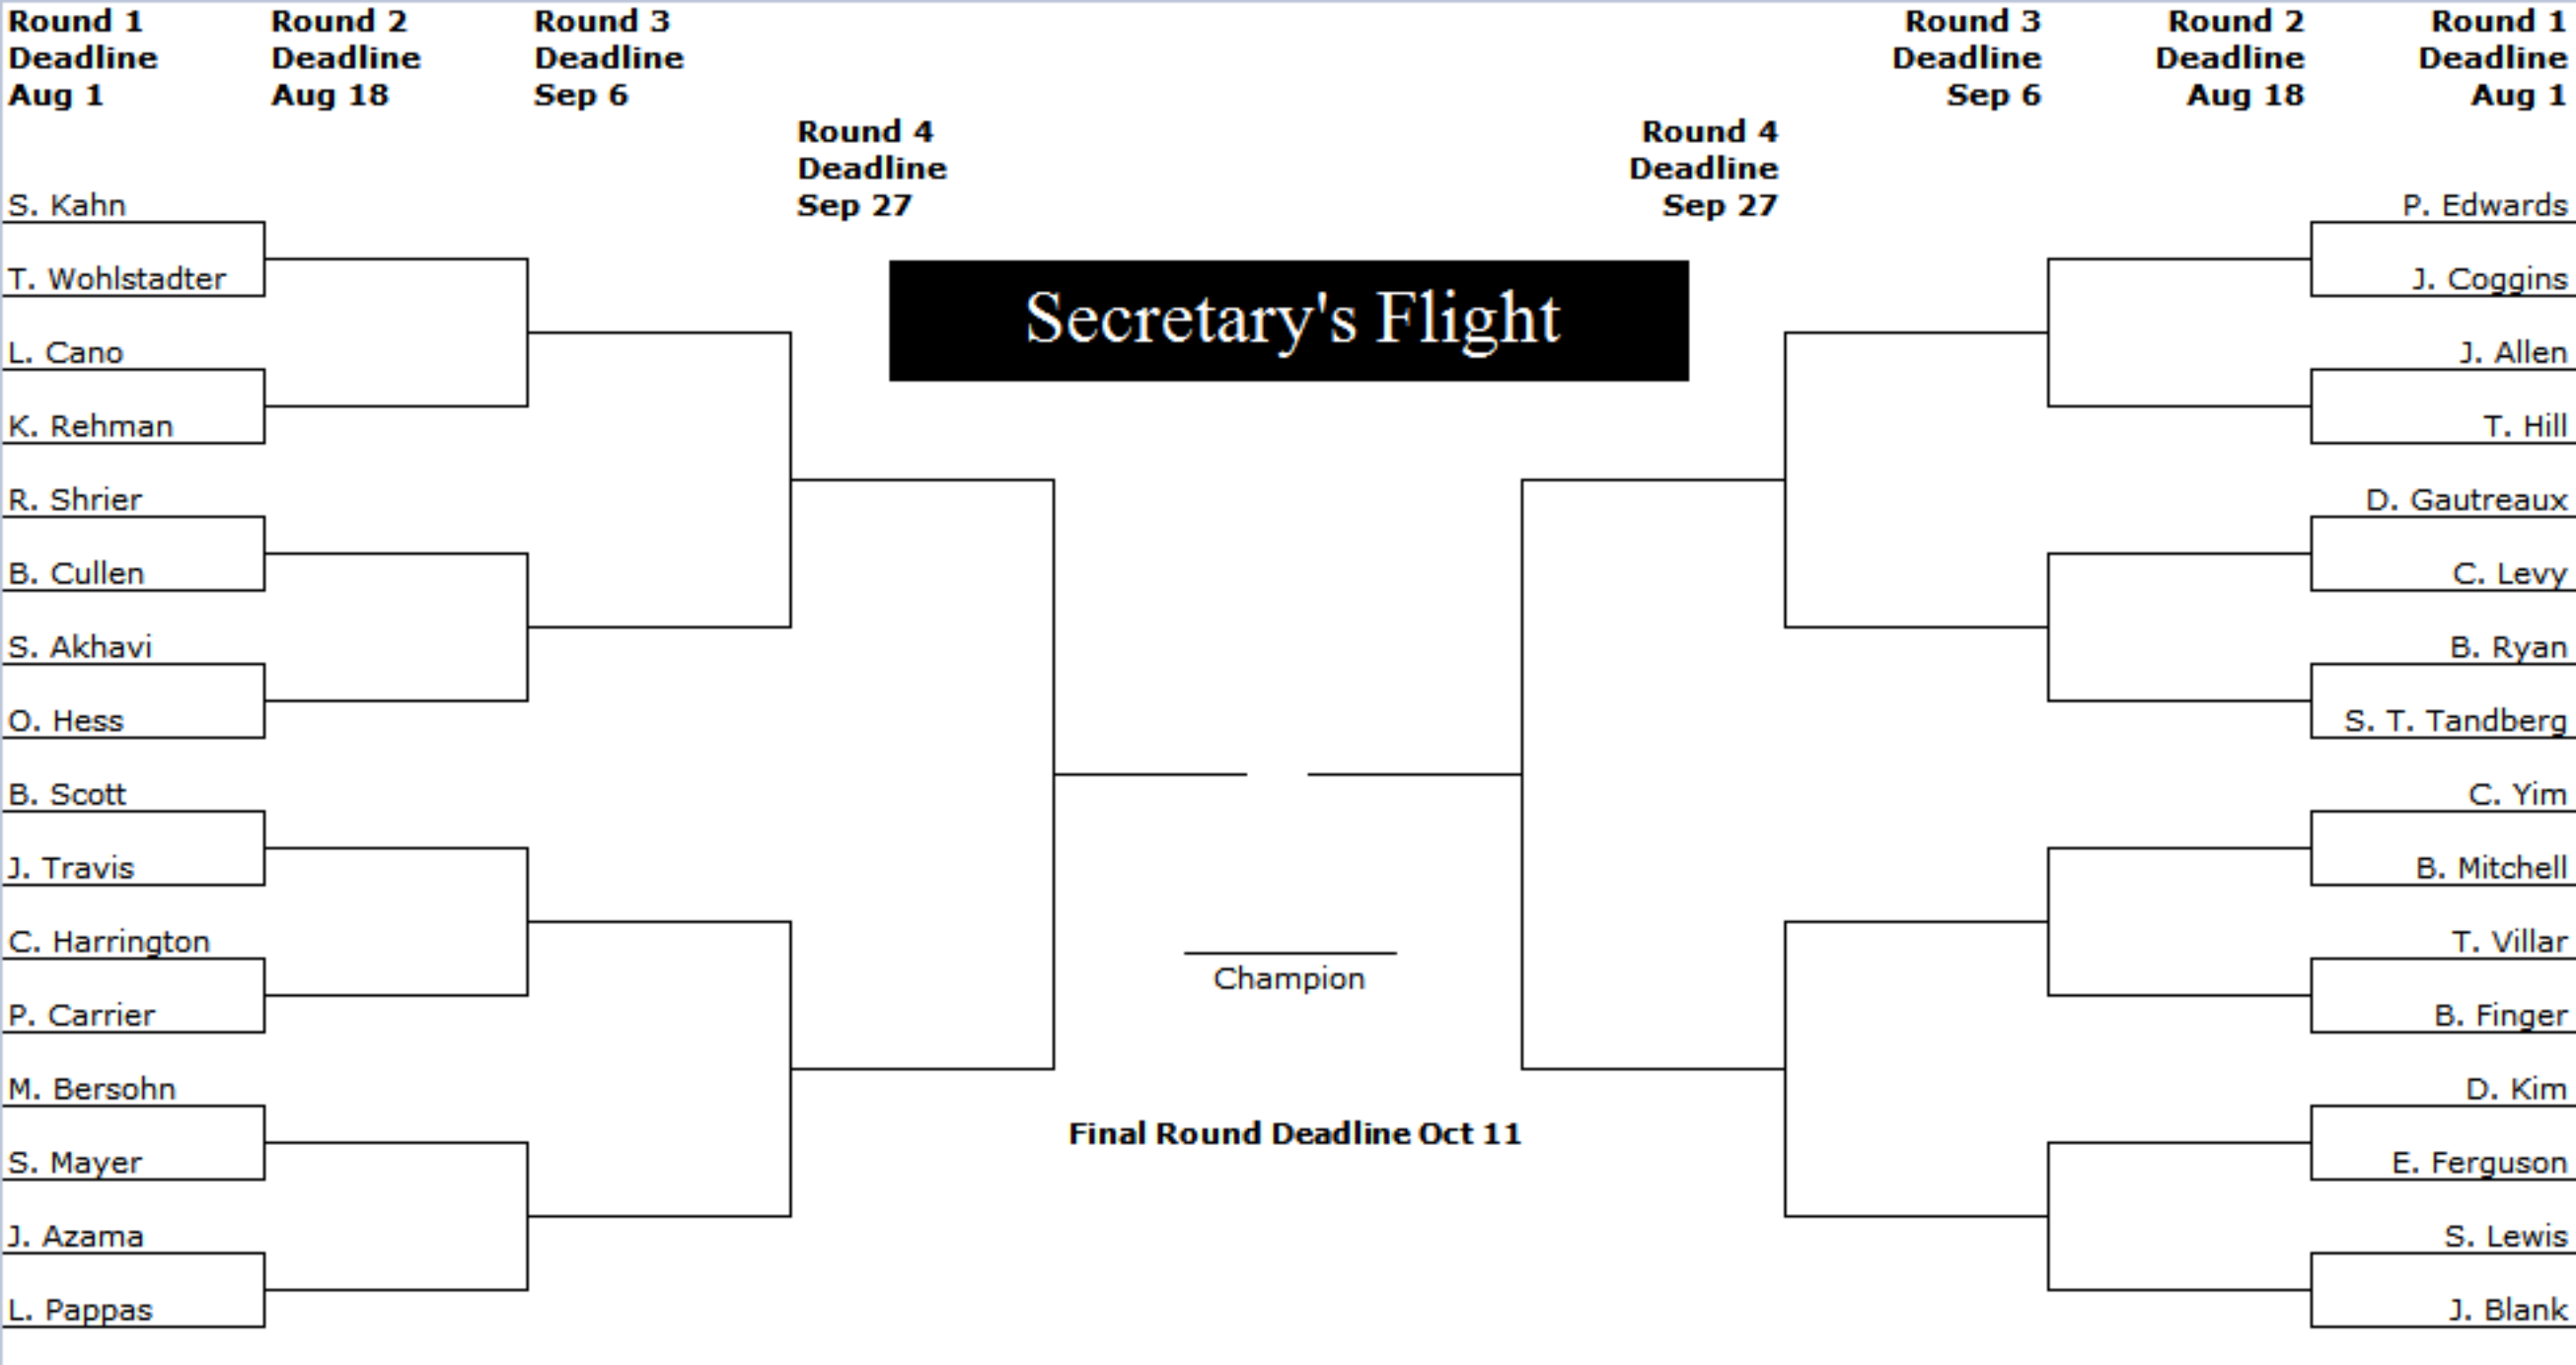 Round 1
Deadline
Aug 1
Round 2
Deadline
Aug 18
Round 3
Deadline
Sep 6
Round 4
Deadline
Sep 27
Round 4
Deadline
Sep 27
Round 3
Deadline
Sep 6
Round 2
Deadline
Aug 18
Round 1
Deadline
Aug 1
Secretary's Flight
S. Kahn
T. Wohlstadter
L. Cano
K. Rehman
R. Shrier
B. Cullen
S. Akhavi
O. Hess
B. Scott
J. Travis
C. Harrington
P. Carrier
M. Bersohn
S. Mayer
J. Azama
L. Pappas
Champion
Final Round Deadline Oct 11
P. Edwards
J. Coggins
J. Allen
T. Hill
D. Gautreaux
C. Levy
B. Ryan
S. T. Tandberg
C. Yim
B. Mitchell
T. Villar
B. Finger
D. Kim
E. Ferguson
S. Lewis
J. Blank